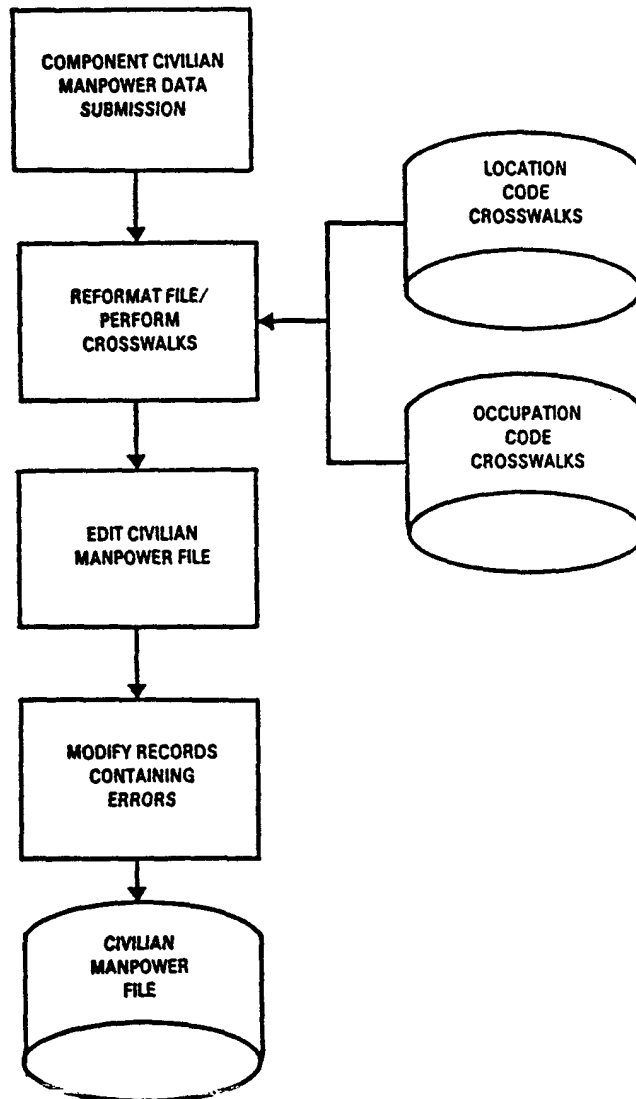 COMPONENT CIVILIAN
MANPOWER DATA
SUBMISSION
LOCATION
CODE
CROSSWALKS
REFORMAT FILE/
PERFORM
CROSSWALKS
OCCUPATION
CODE
CROSSWALKS
EDIT CIVILIAN
MANPOWER FILE
MODIFY RECORDS
CONTAINING
ERRORS
CIVILIAN
MANPOWER
FILE